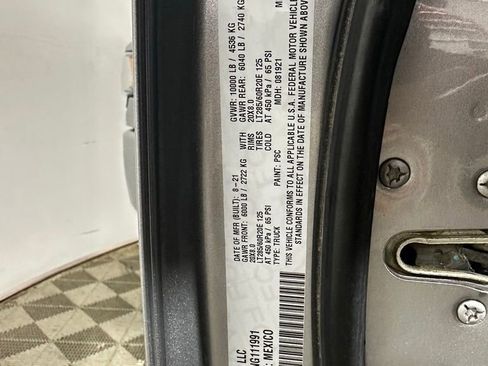 LLC
DATE OF MFR (BUILT): 8-21 GVWR: 10000 LB / 4536 KG
GAWR FRONT: 6000 LB / 2722 KG WITH GAWR REAR: 6040 LB / 2740 KG
20X8.0 RIMS 20X8.0
LT285/60R20E 125 TIRES LT285/60R20E 125
AT 450 kPa / 65 PSI COLD AT 450 kPa / 65 PSI
TYPE: TRUCK PAINT: PSC MDH: 081921
THIS VEHICLE CONFORMS TO ALL APPLICABLE U.S.A. FEDERAL MOTOR VEHICLE
STANDARDS IN EFFECT ON THE DATE OF MANUFACTURE SHOWN ABOVE
G111991
MEXICO